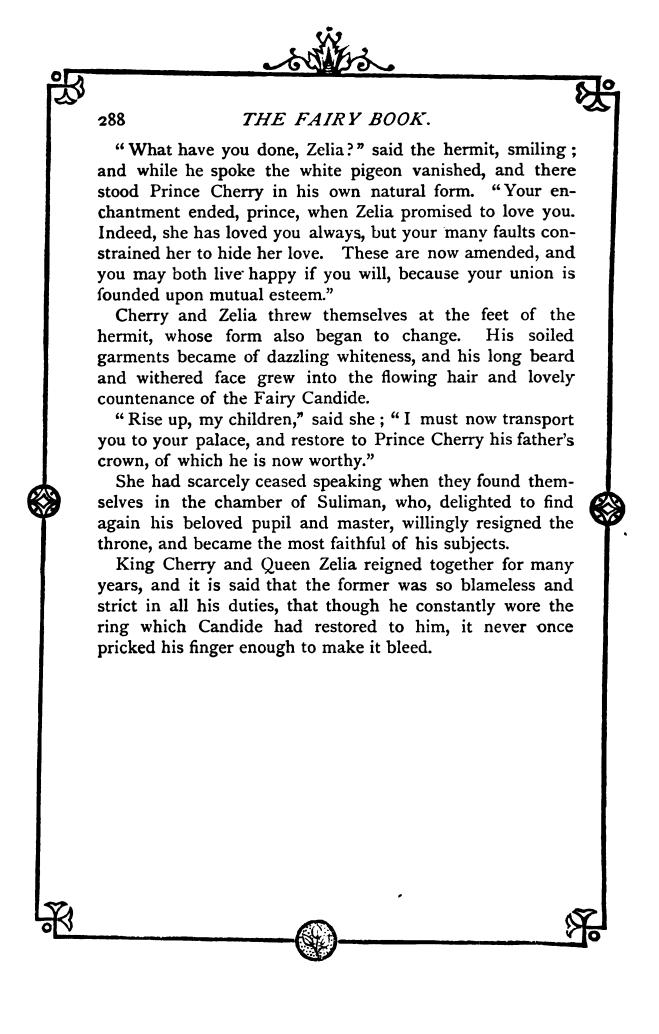 288 THE FAIRY BOOK.
“ What have you done, Zelia?” said the hermit, smiling ;
and while he spoke the white pigeon vanished, and there
stood Prince Cherry in his own natural form. “ Your en-
chantment ended, prince, when Zelia promised to love you.
Indeed, she has loved you always, but your many faults con-
strained her to hide her love. These are now amended, and
you may both live happy if you will, because your union is
founded upon mutual esteem.”
Cherry and Zelia threw themselves at the feet of the
hermit, whose form also began to change. His soiled
garments became of dazzling whiteness, and his long beard
and withered face grew into the flowing hair and lovely
countenance of the Fairy Candide.
“ Rise up, my children,” said she ; “ I must now transport
you to your palace, and restore to Prince Cherry his father’s
crown, of which he is now worthy.”
She had scarcely ceased speaking when they found them-
selves in the chamber of Suliman, who, delighted to find
again his beloved pupil and master, willingly resigned the
throne, and became the most faithful of his subjects.
King Cherry and Queen Zelia reigned together for many
years, and it is said that the former was so blameless and
strict in all his duties, that though he constantly wore the
ring which Candide had restored to him, it never once
pricked his finger enough to make it bleed.